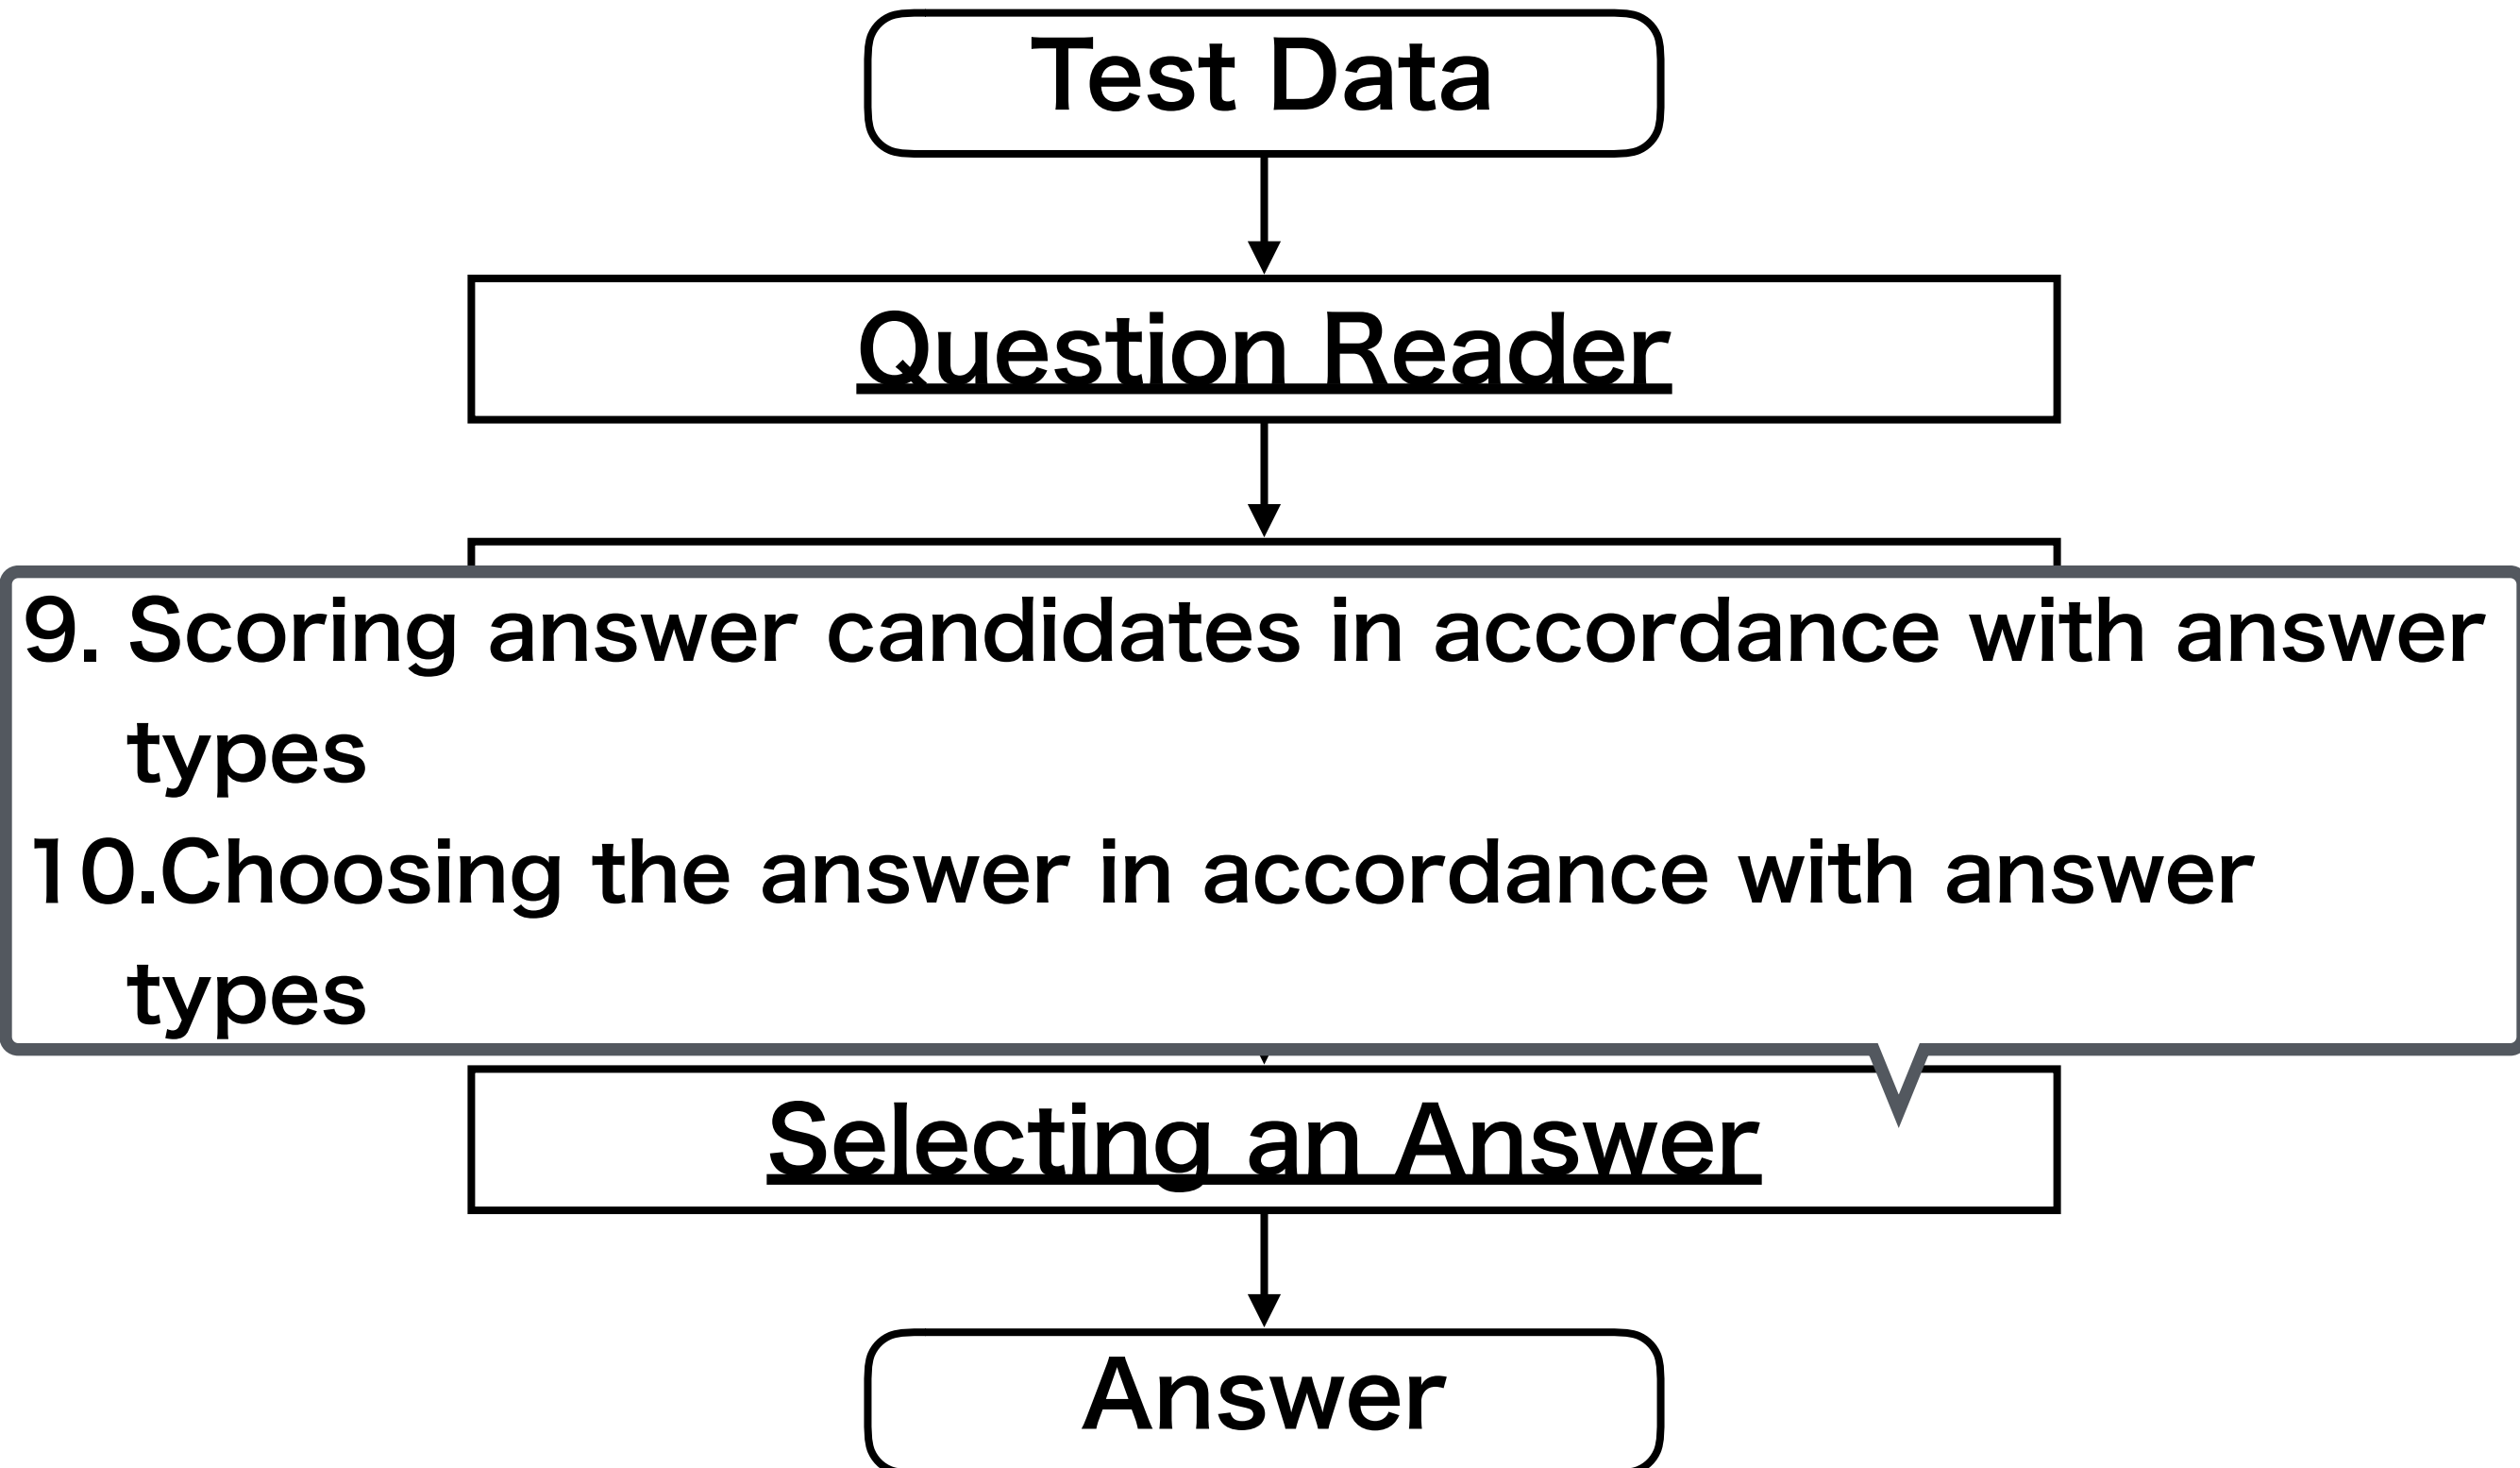 Test Data
Question Reader
9. Scoring answer candidates in accordance with answer
types
10.Choosing the answer in accordance with answer
types
Selecting an Answer
Answer